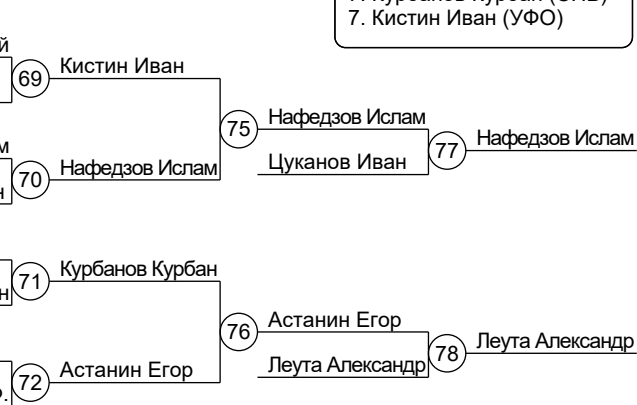 7. Кистин Иван (УФО)
69 Кистин Иван
75 Нафедзов Ислам
77 Нафедзов Ислам
Цуканов Иван
70 Нафедзов Ислам
71 Курбанов Курбан
76 Астанин Егор
78 Леута Александр
Леута Александр
72 Астанин Егор